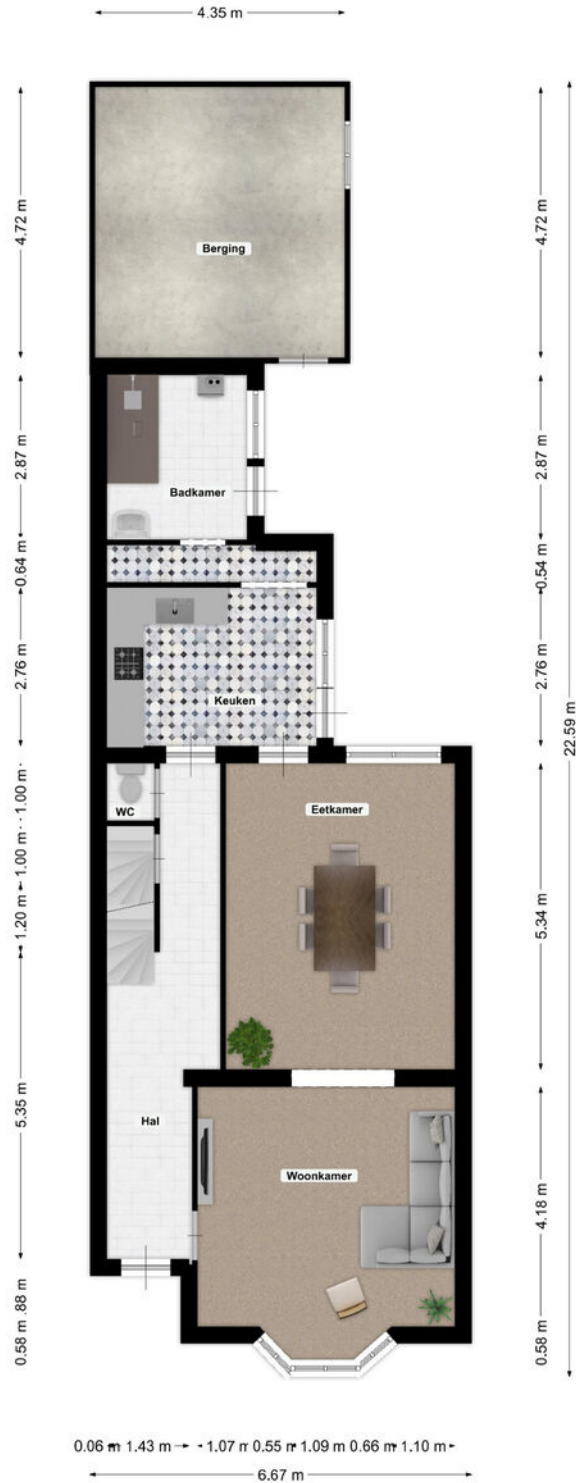 4.35 m
4.72 m
4.72 m
Berging
2.87 m
2.87 m
Badkamer
0.64 m
0.54 m
2.76 m
2.76 m
Keuken
22.59 m
1.00 m
WC
Eetkamer
1.00 m
1.20 m
5.34 m
5.35 m
Hal
Woonkamer
4.18 m
.88 m
0.58 m
0.58 m
0.06 m 1.43 m 1.07 m 0.55 m 1.09 m 0.66 m 1.10 m
6.67 m